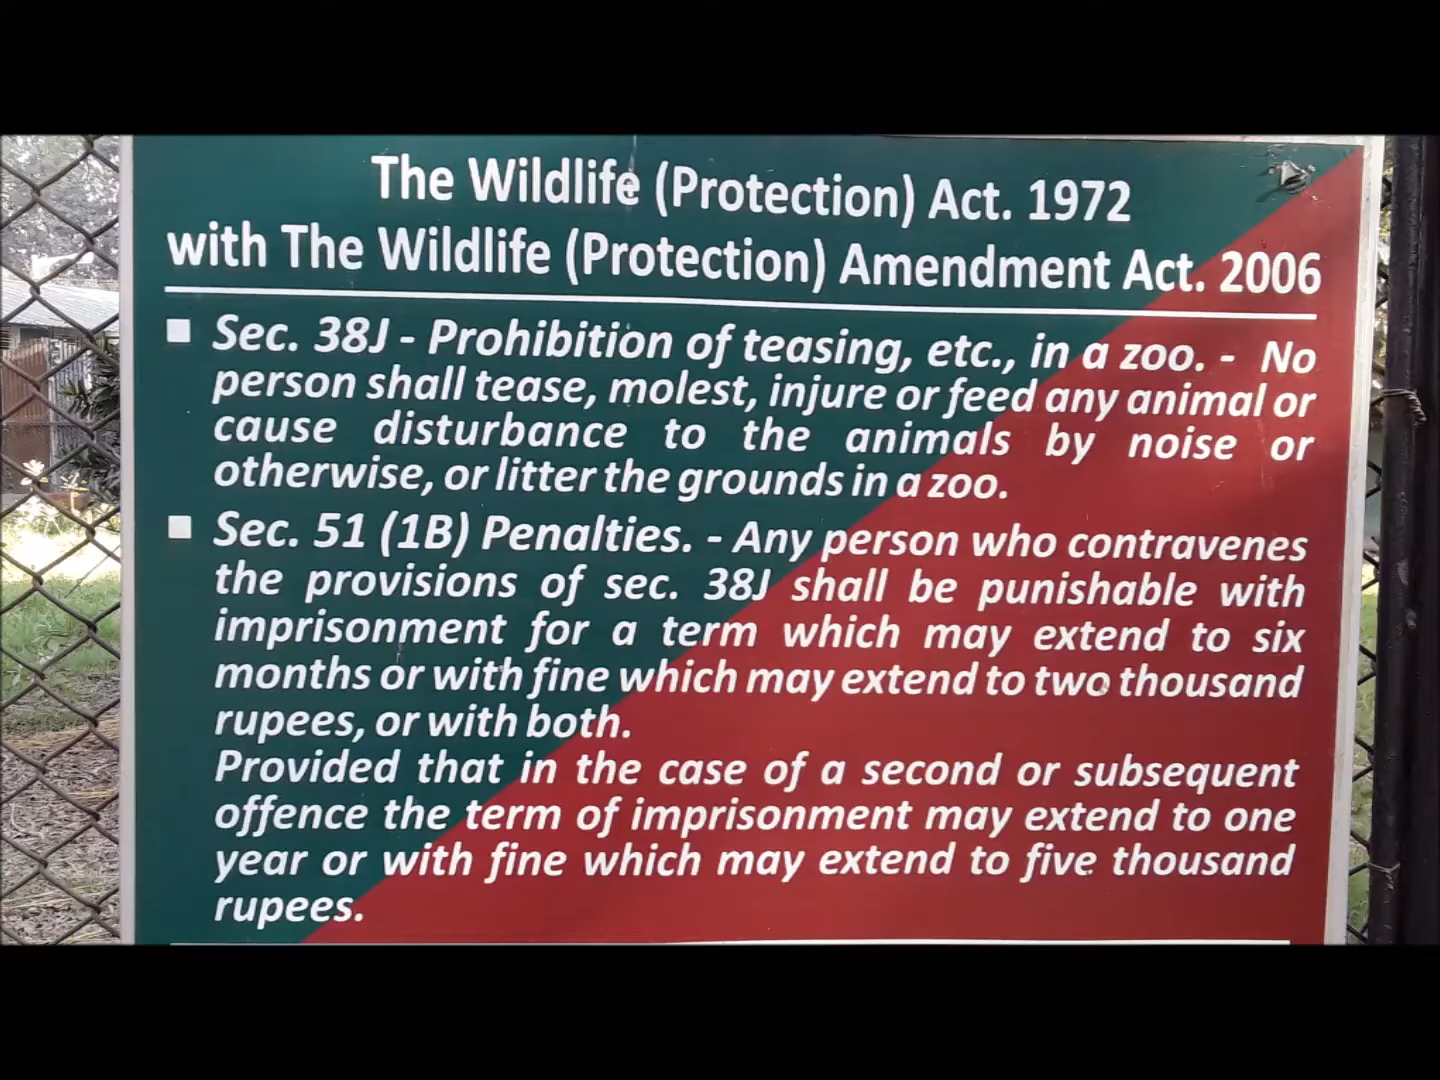 The Wildlife (Protection) Act. 1972
with The Wildlife (Protection) Amendment Act. 2006
▪ Sec. 38J - Prohibition of teasing, etc., in a zoo. - No
person shall tease, molest, injure or feed any animal or
cause disturbance to the animals by noise or
otherwise, or litter the grounds in a zoo.
▪ Sec. 51 (1B) Penalties. - Any person who contravenes
the provisions of sec. 38J shall be punishable with
imprisonment for a term which may extend to six
months or with fine which may extend to two thousand
rupees, or with both.
Provided that in the case of a second or subsequent
offence the term of imprisonment may extend to one
year or with fine which may extend to five thousand
rupees.